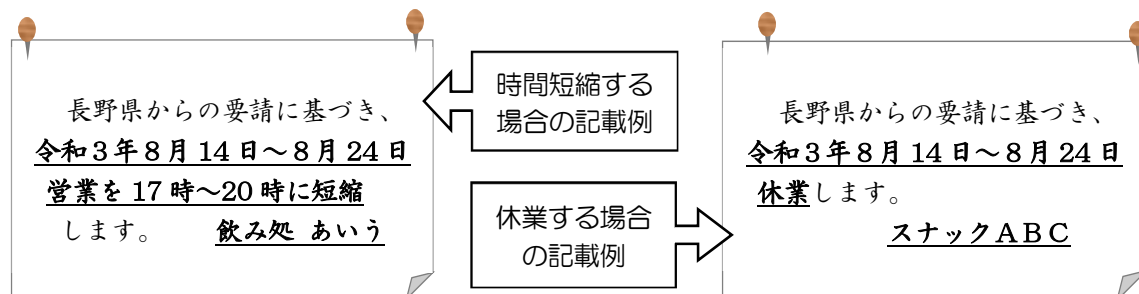 長野県からの要請に基づき、
令和3年8月14日～8月24日
営業を17時～20時に短縮
します。 飲み処 あいう
時間短縮する
場合の記載例
休業する場合
の記載例
長野県からの要請に基づき、
令和3年8月14日～8月24日
休業します。
スナックＡＢＣ